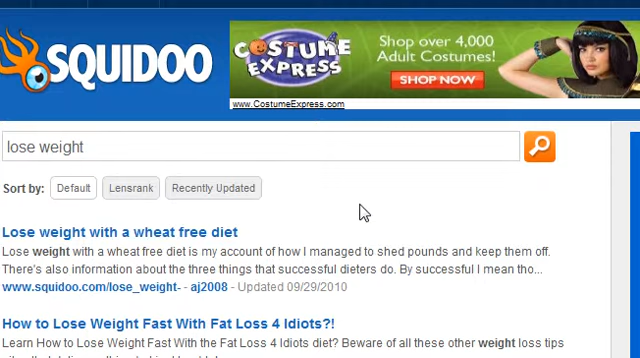 SQUIDOO
COSTUME
EXPRESS
Shop over 4,000
Adult Costumes!
SHOP NOW
www.CostumeExpress.com
lose weight
Sort by: Default Lensrank Recently Updated
Lose weight with a wheat free diet
Lose weight with a wheat free diet is my account of how I managed to shed pounds and keep them off.
There's also information about the three things that successful dieters do. By successful I mean tho...
www.squidoo.com/lose_weight- - aj2008 - Updated 09/29/2010
How to Lose Weight Fast With Fat Loss 4 Idiots?!
Learn How to Lose Weight Fast With the Fat Loss 4 Idiots diet? Beware of all these other weight loss tips